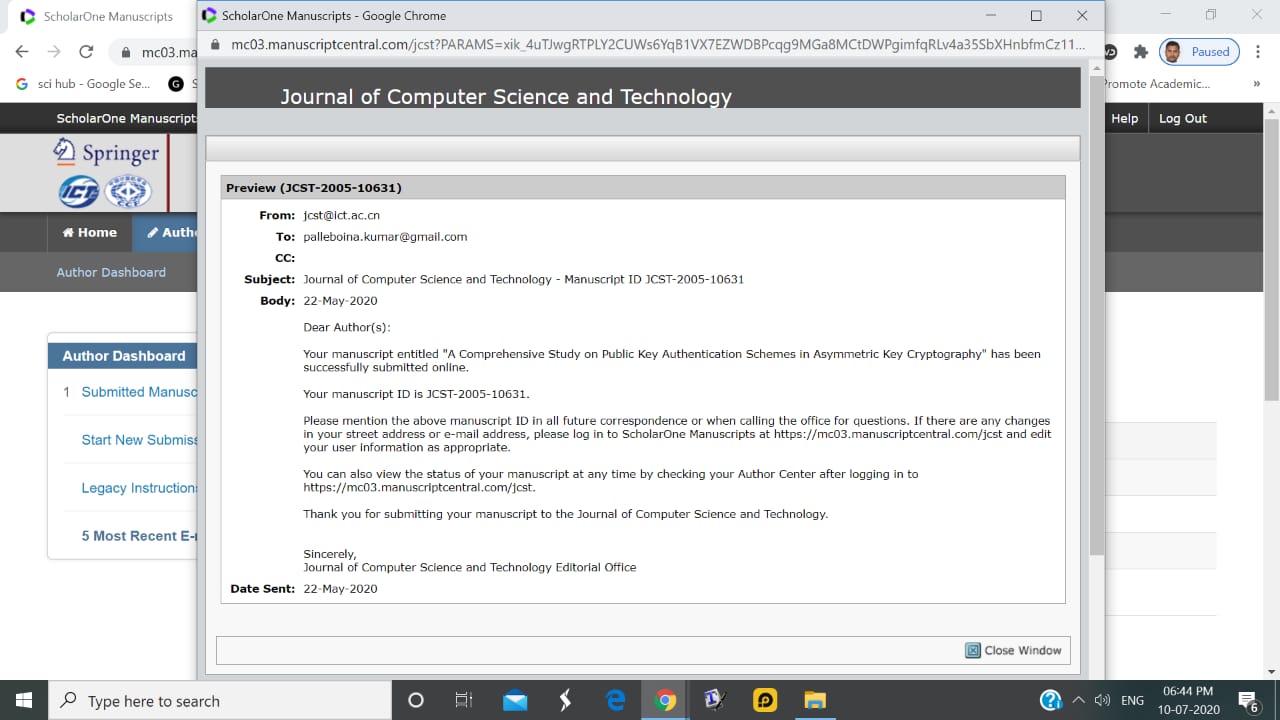 ScholarOne Manuscripts
ScholarOne Manuscripts - Google Chrome
mc03.ma
mc03.manuscriptcentral.com/jcst?PARAMS=xik_4uTJwgRTPLY2CUWs6YqB1VX7EZWDBPcqg9MGa8MCtDWPgimfqRLv4a35SbXHnbfmCz11...
Paused
sci hub - Google Se...
Promote Academic...
»
Journal of Computer Science and Technology
ScholarOne Manuscripts
Help
Log Out
Springer
Home
Auth
Author Dashboard
Preview (JCST-2005-10631)
From: jcst@ict.ac.cn
To: palleboina.kumar@gmail.com
CC:
Subject: Journal of Computer Science and Technology - Manuscript ID JCST-2005-10631
Body: 22-May-2020
Dear Author(s):
Your manuscript entitled "A Comprehensive Study on Public Key Authentication Schemes in Asymmetric Key Cryptography" has been
successfully submitted online.
Your manuscript ID is JCST-2005-10631.
Please mention the above manuscript ID in all future correspondence or when calling the office for questions. If there are any changes
in your street address or e-mail address, please log in to ScholarOne Manuscripts at https://mc03.manuscriptcentral.com/jcst and edit
your user information as appropriate.
You can also view the status of your manuscript at any time by checking your Author Center after logging in to
https://mc03.manuscriptcentral.com/jcst.
Thank you for submitting your manuscript to the Journal of Computer Science and Technology.
Sincerely,
Journal of Computer Science and Technology Editorial Office
Date Sent: 22-May-2020
Close Window
Author Dashboard
1 Submitted Manusc
Start New Submiss
Legacy Instructions
5 Most Recent E-
Type here to search
ENG
06:44 PM
10-07-2020
6